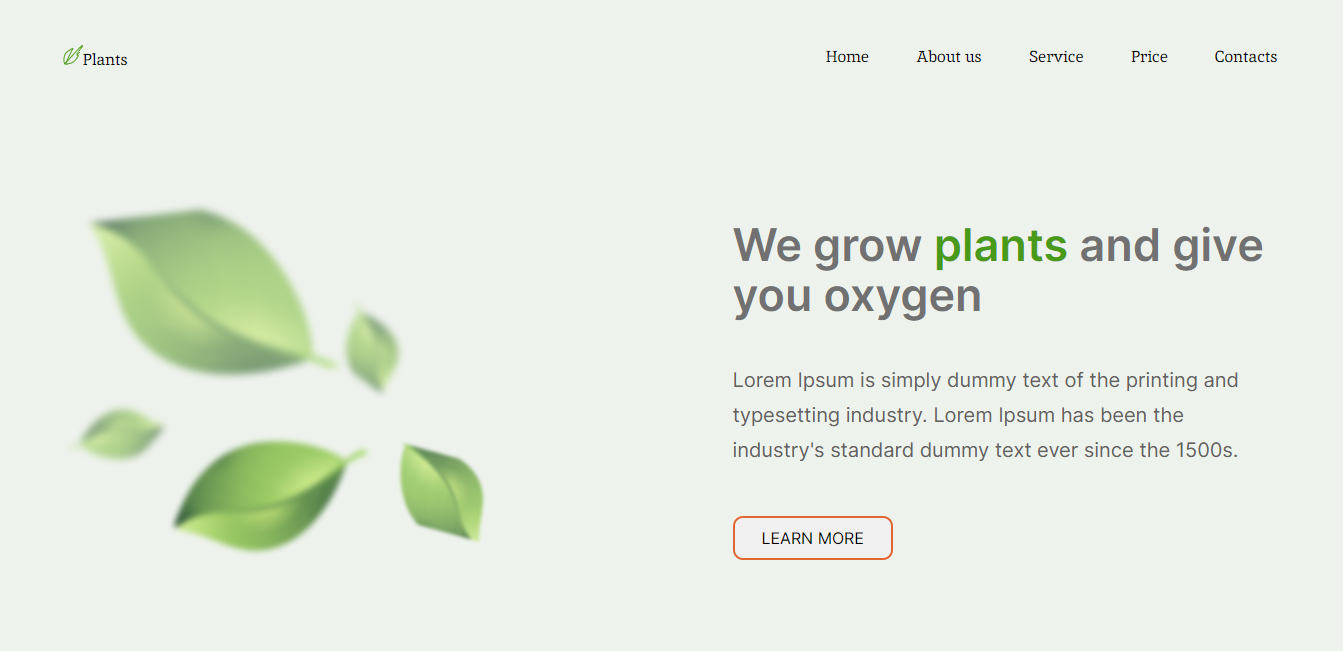 Plants
Home About us Service Price Contacts
We grow plants and give
you oxygen
Lorem Ipsum is simply dummy text of the printing and
typesetting industry. Lorem Ipsum has been the
industry's standard dummy text ever since the 1500s.
LEARN MORE